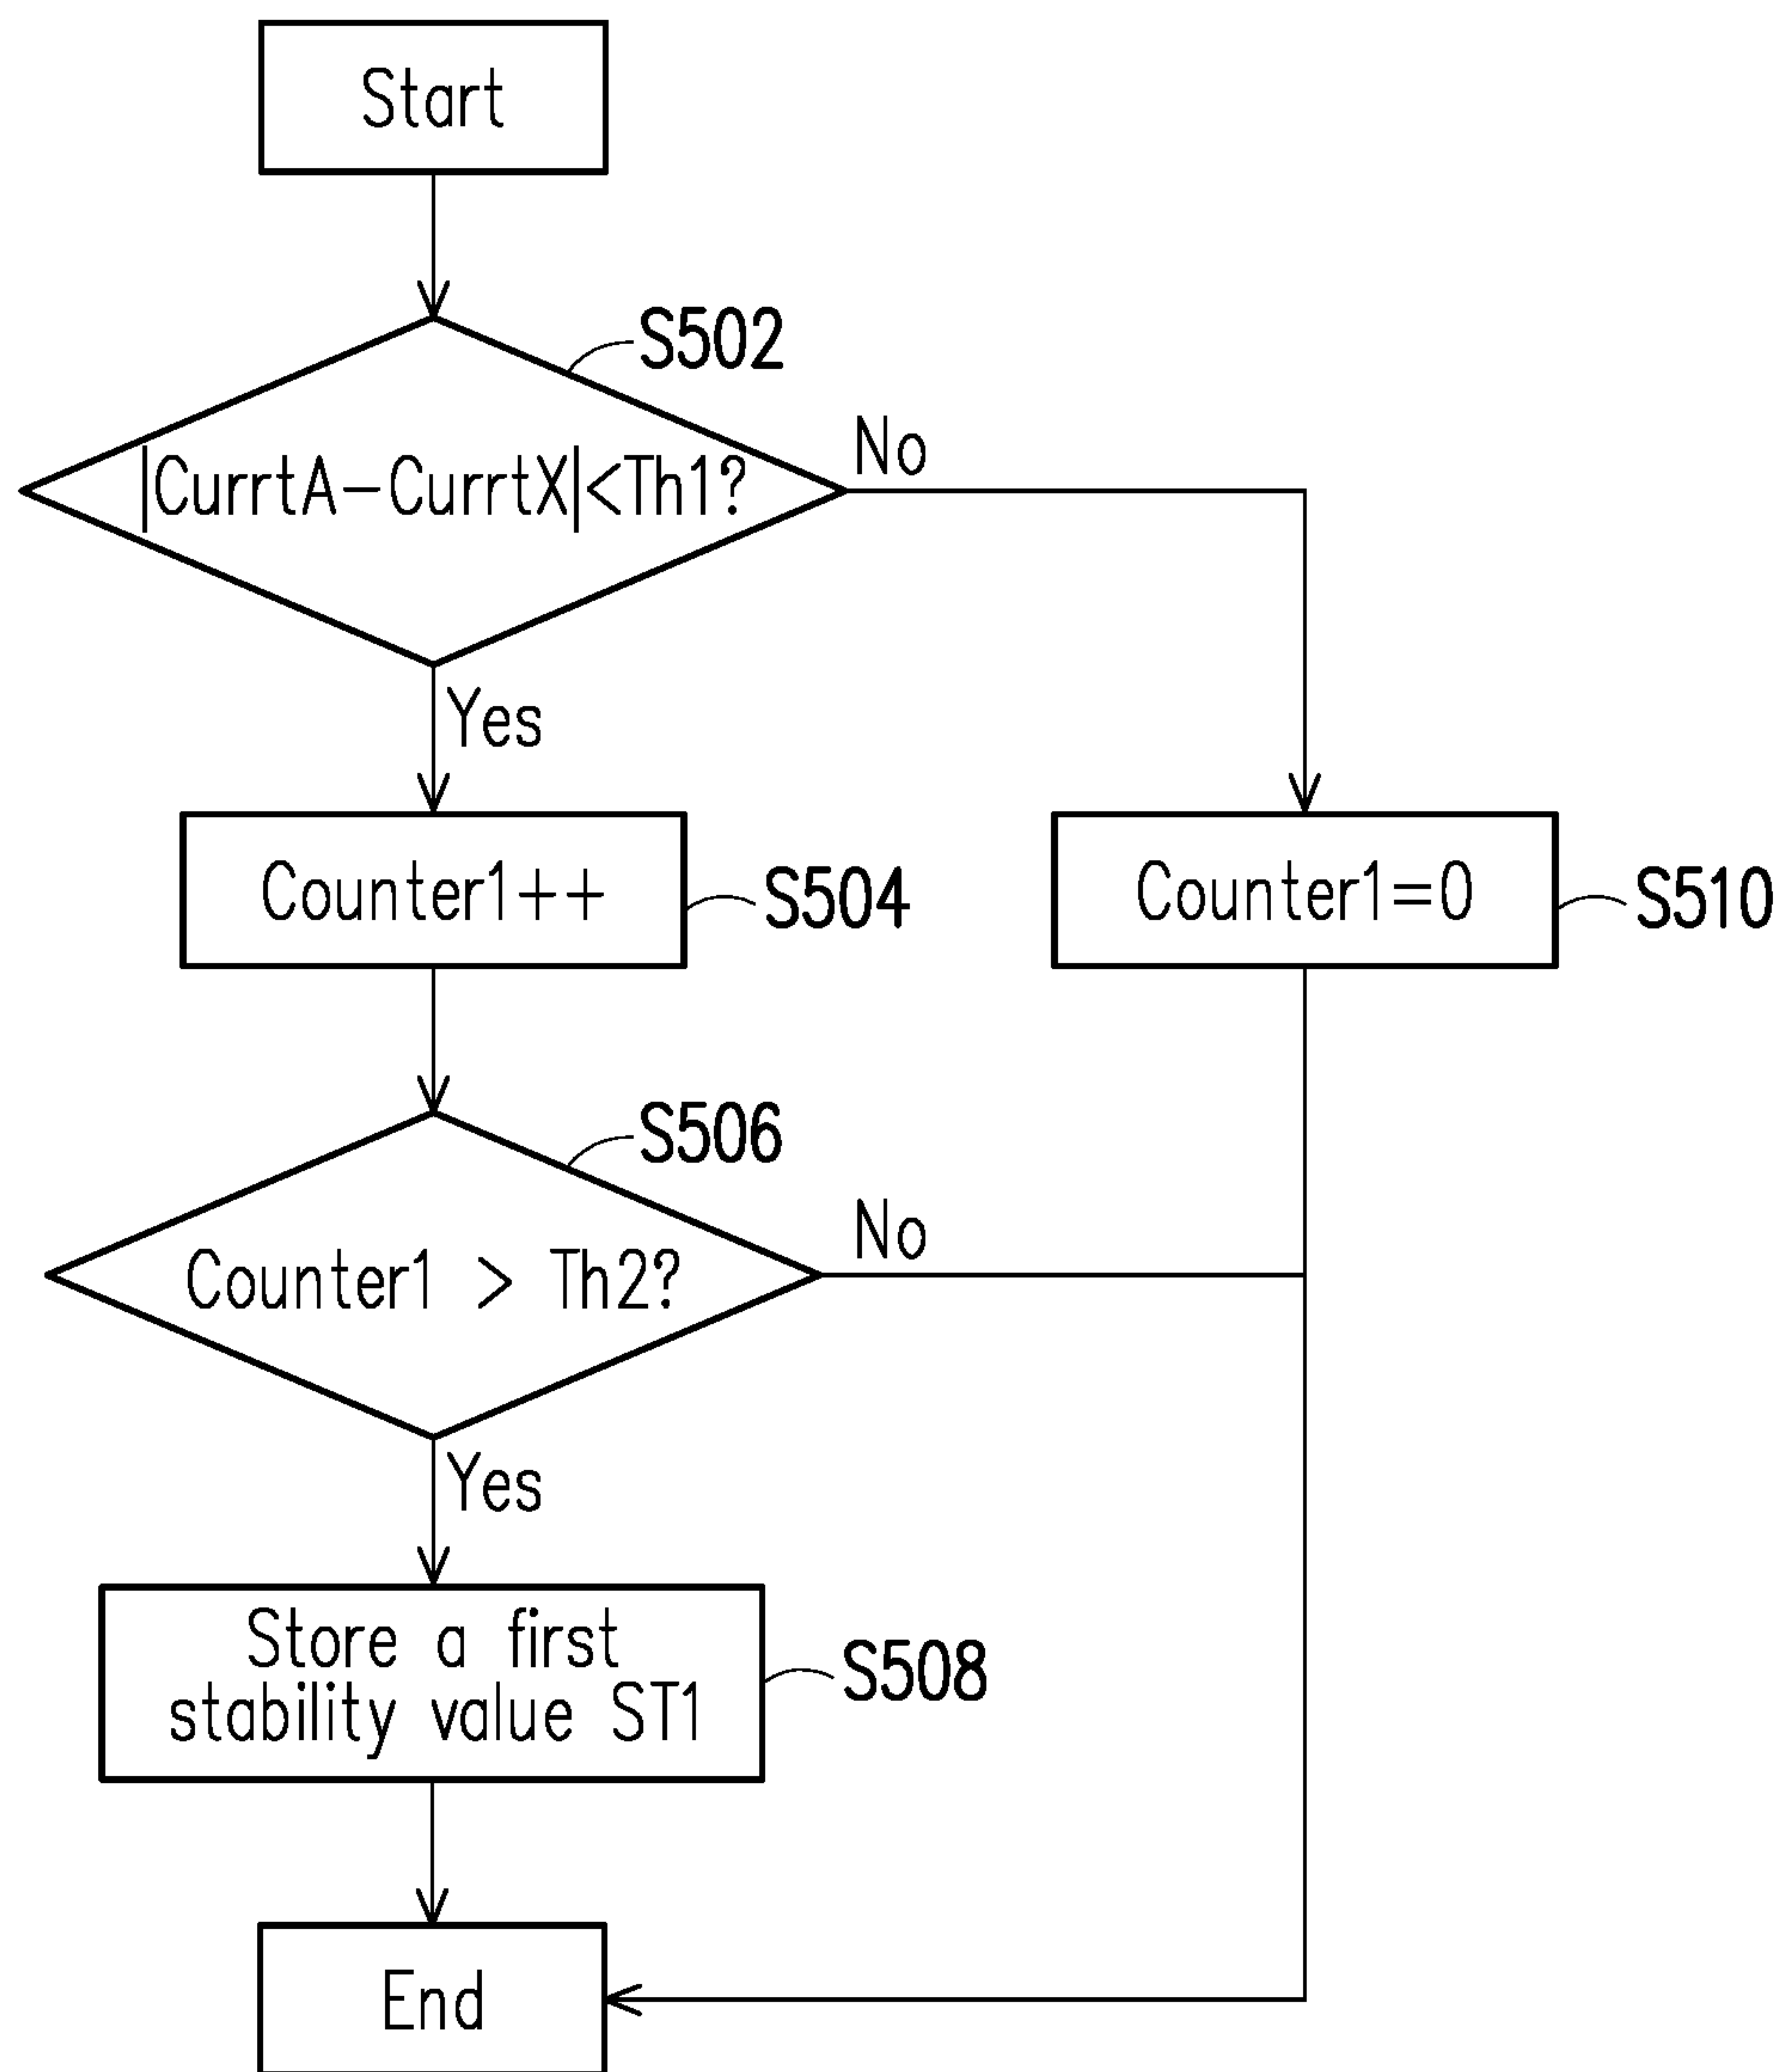 Start
S502
|CurrtA-CurrtX|<Th1?
No
Yes
Counter1++
S504
Counter1=0
S510
S506
Counter1 > Th2?
No
Yes
Store a first
stability value ST1
S508
End